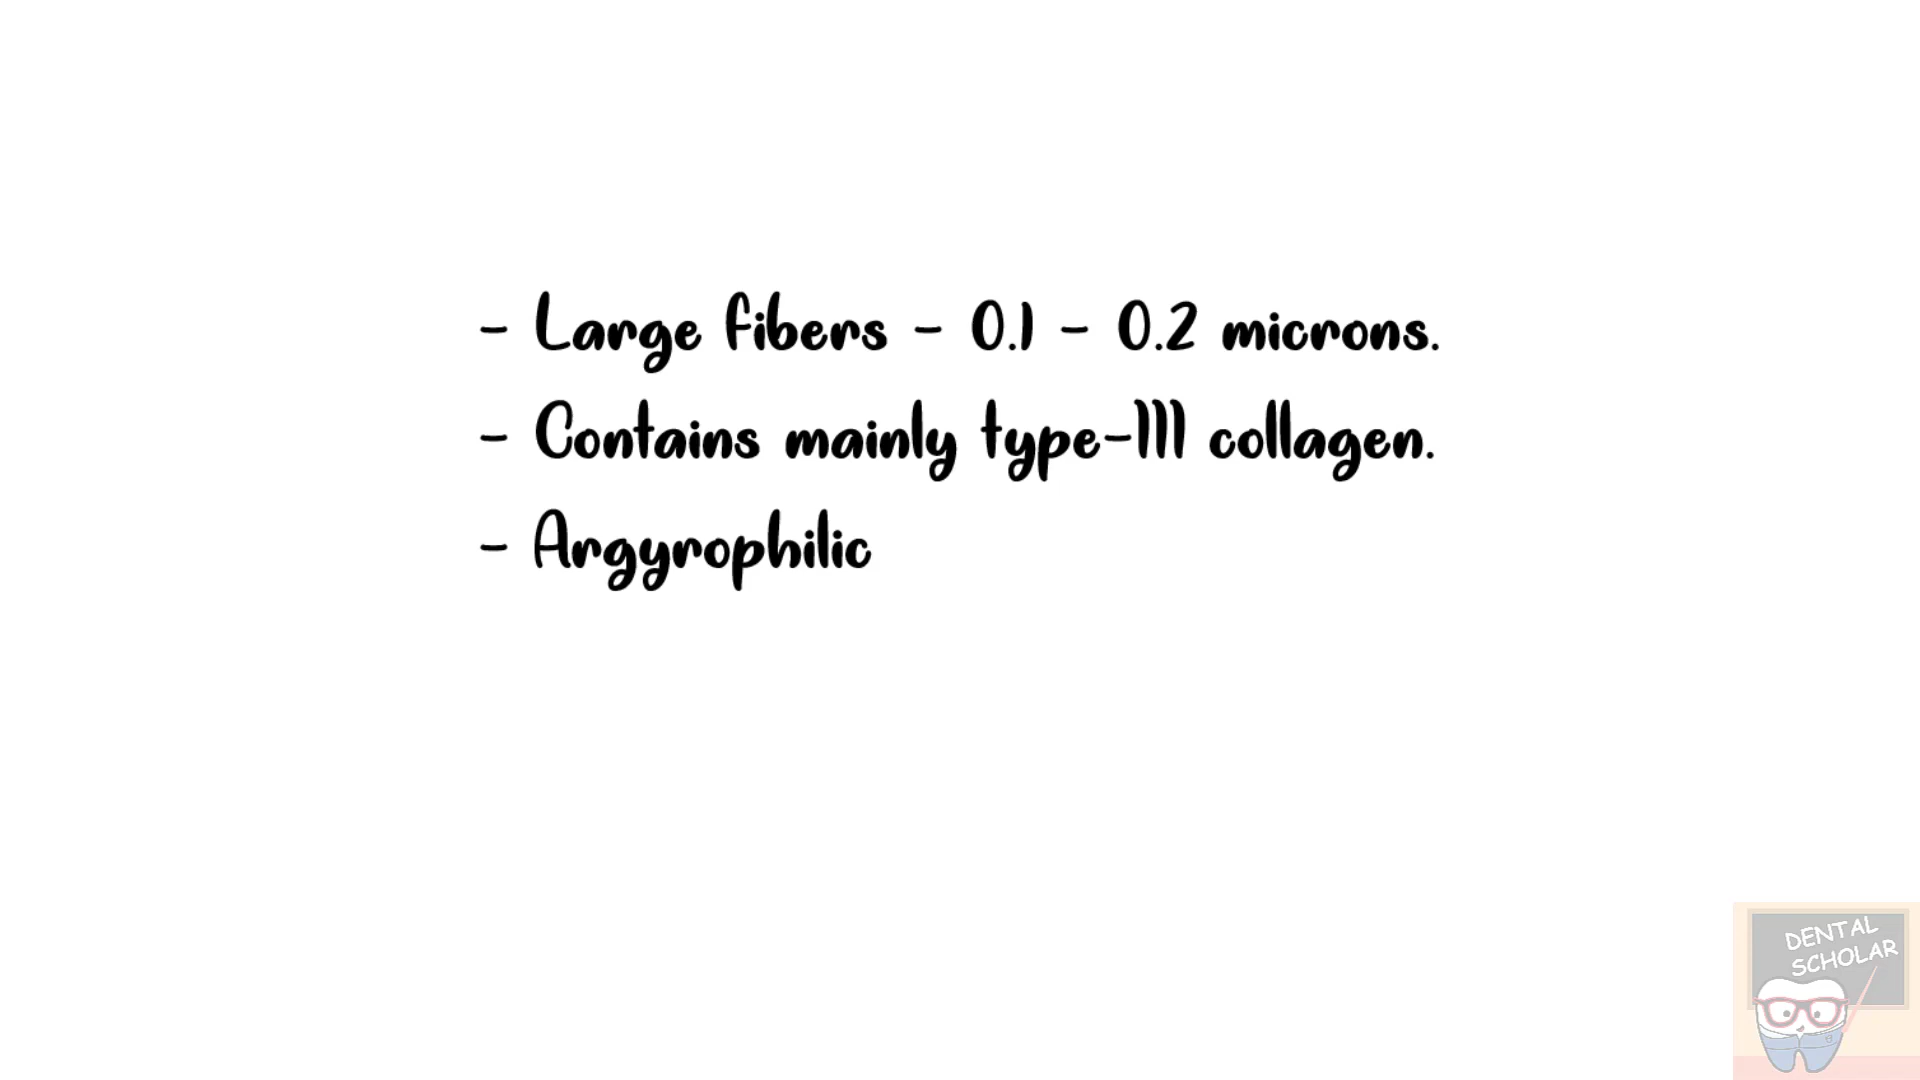 - Large fibers - 0.1 - 0.2 microns.
- Contains mainly type-III collagen.
- Argyrophilic
DENTAL
SCHOLAR